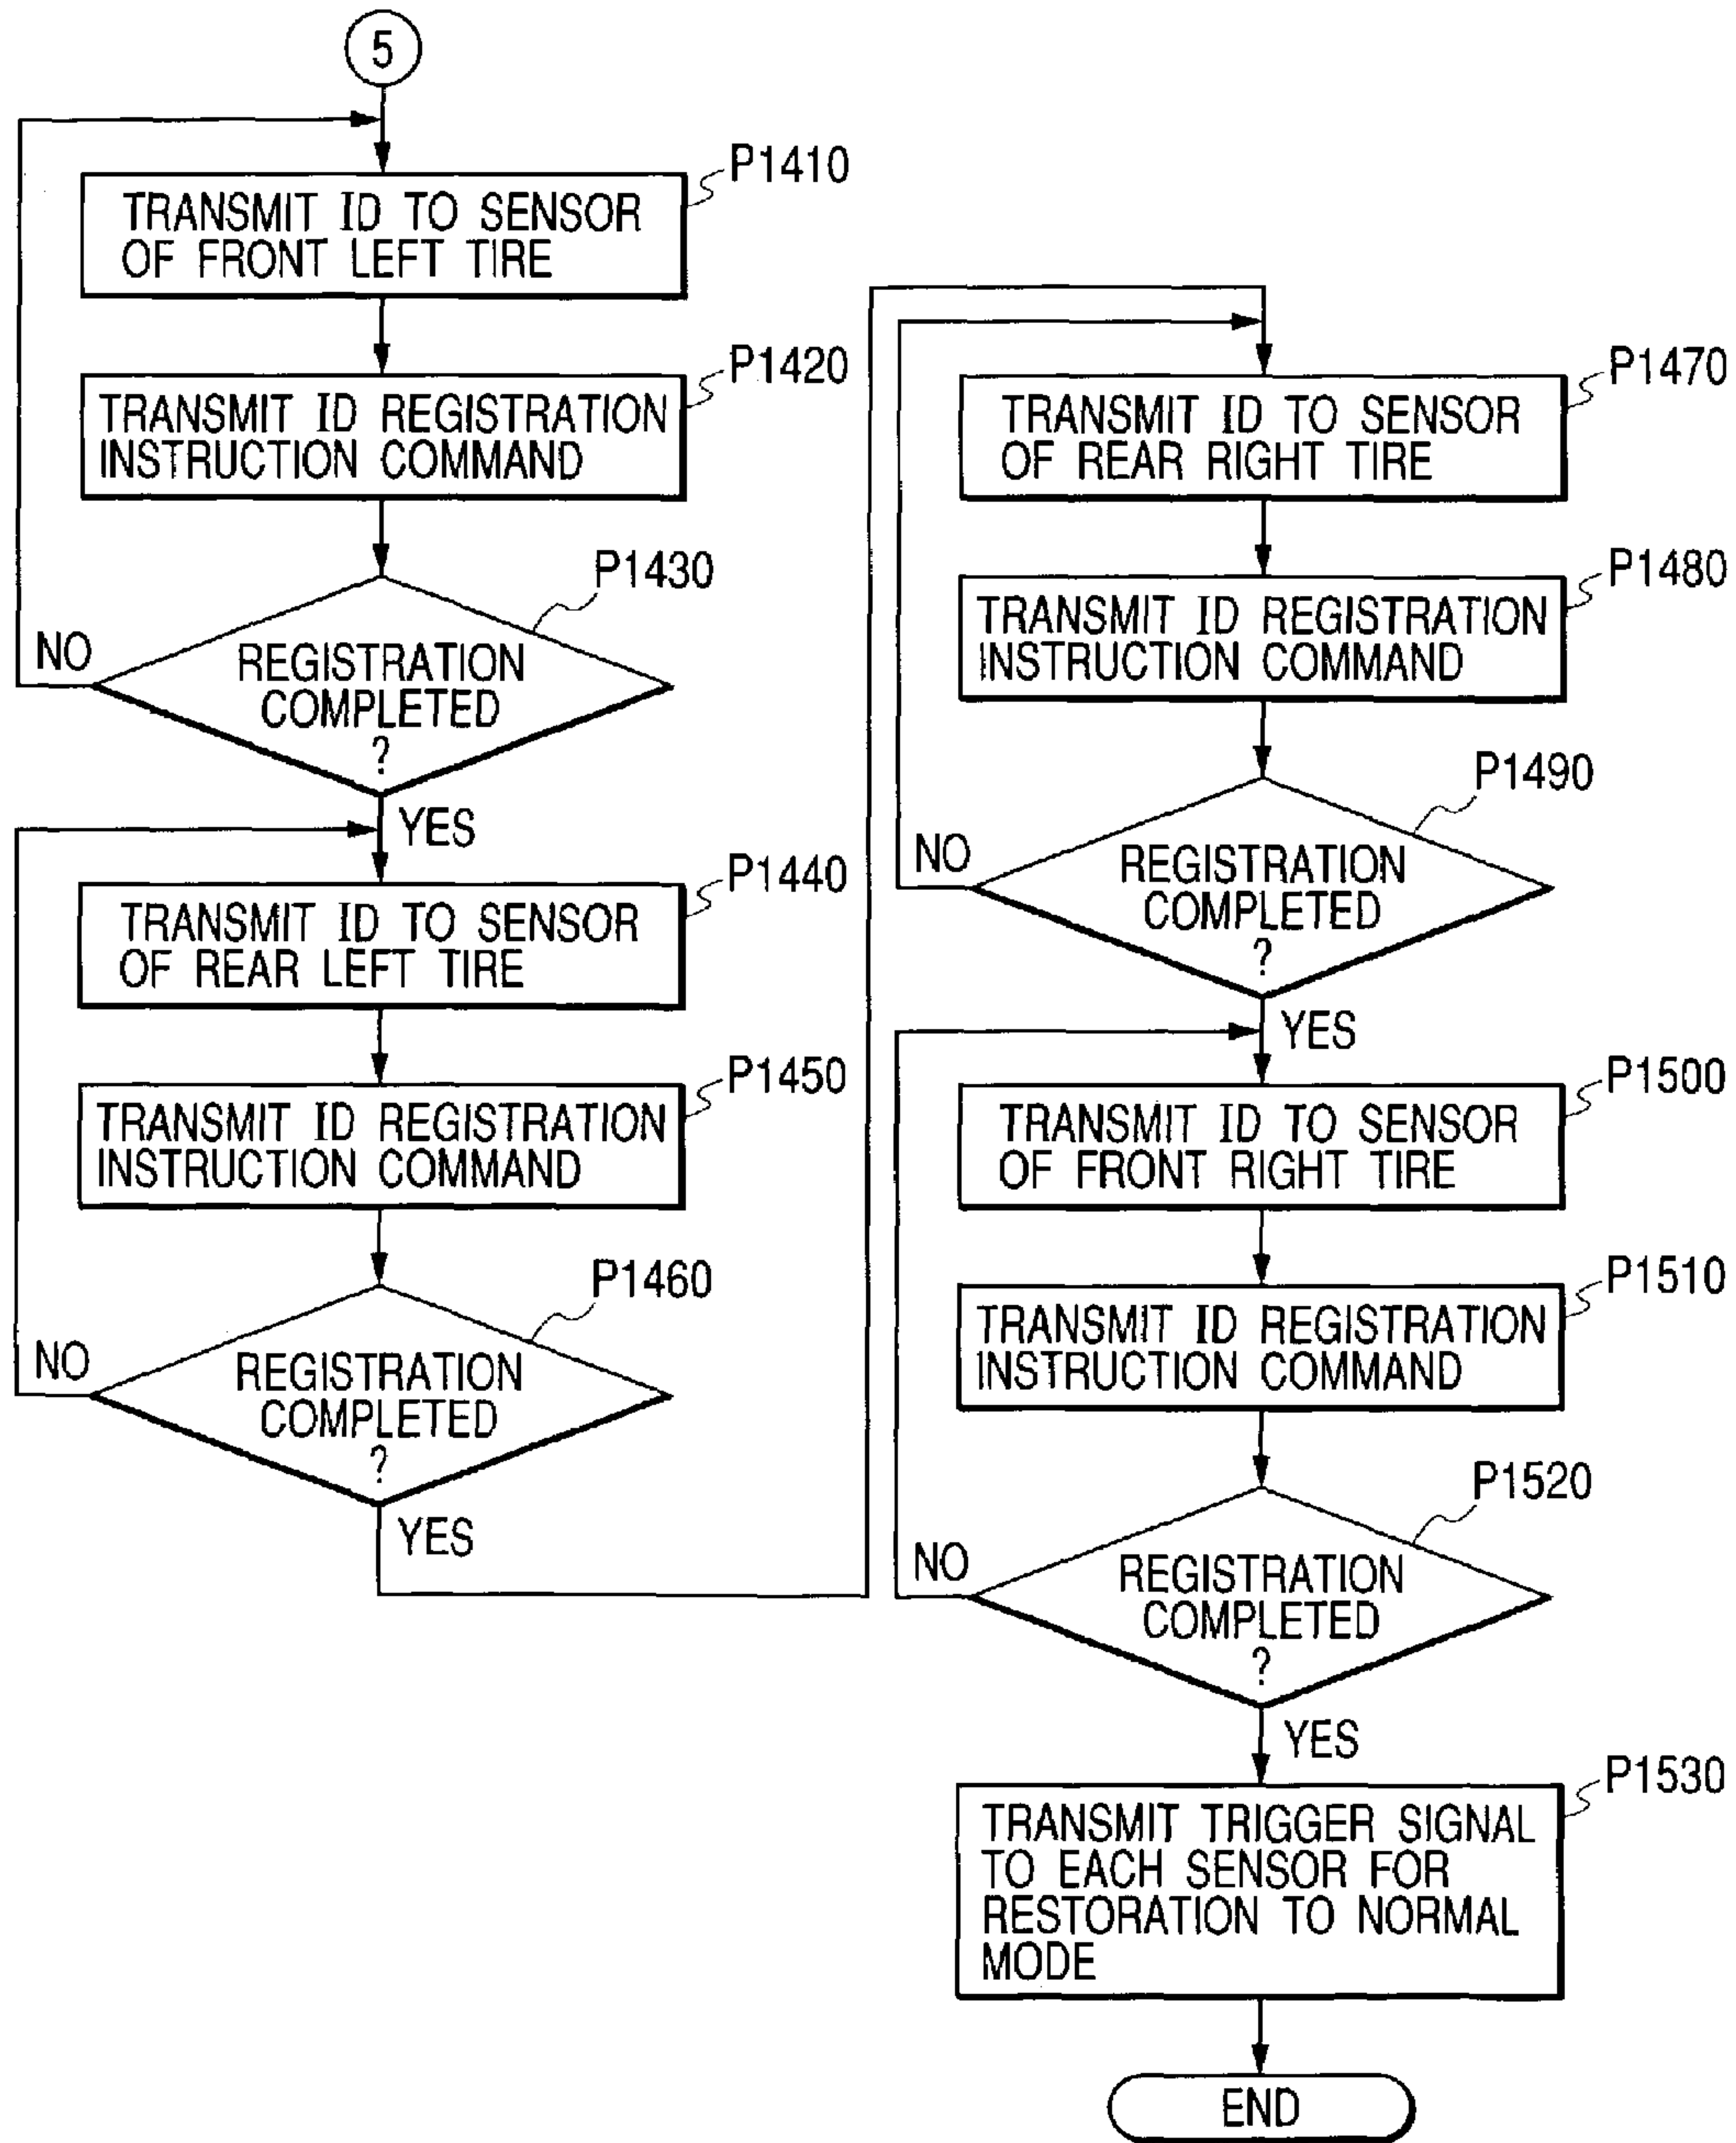 5
P1410
TRANSMIT ID TO SENSOR
OF FRONT LEFT TIRE
P1420
TRANSMIT ID REGISTRATION
INSTRUCTION COMMAND
P1430
NO
REGISTRATION
COMPLETED
?
YES
P1440
TRANSMIT ID TO SENSOR
OF REAR LEFT TIRE
P1450
TRANSMIT ID REGISTRATION
INSTRUCTION COMMAND
P1460
NO
REGISTRATION
COMPLETED
?
YES
P1470
TRANSMIT ID TO SENSOR
OF REAR RIGHT TIRE
P1480
TRANSMIT ID REGISTRATION
INSTRUCTION COMMAND
P1490
NO
REGISTRATION
COMPLETED
?
YES
P1500
TRANSMIT ID TO SENSOR
OF FRONT RIGHT TIRE
P1510
TRANSMIT ID REGISTRATION
INSTRUCTION COMMAND
P1520
NO
REGISTRATION
COMPLETED
?
YES
P1530
TRANSMIT TRIGGER SIGNAL
TO EACH SENSOR FOR
RESTORATION TO NORMAL
MODE
END